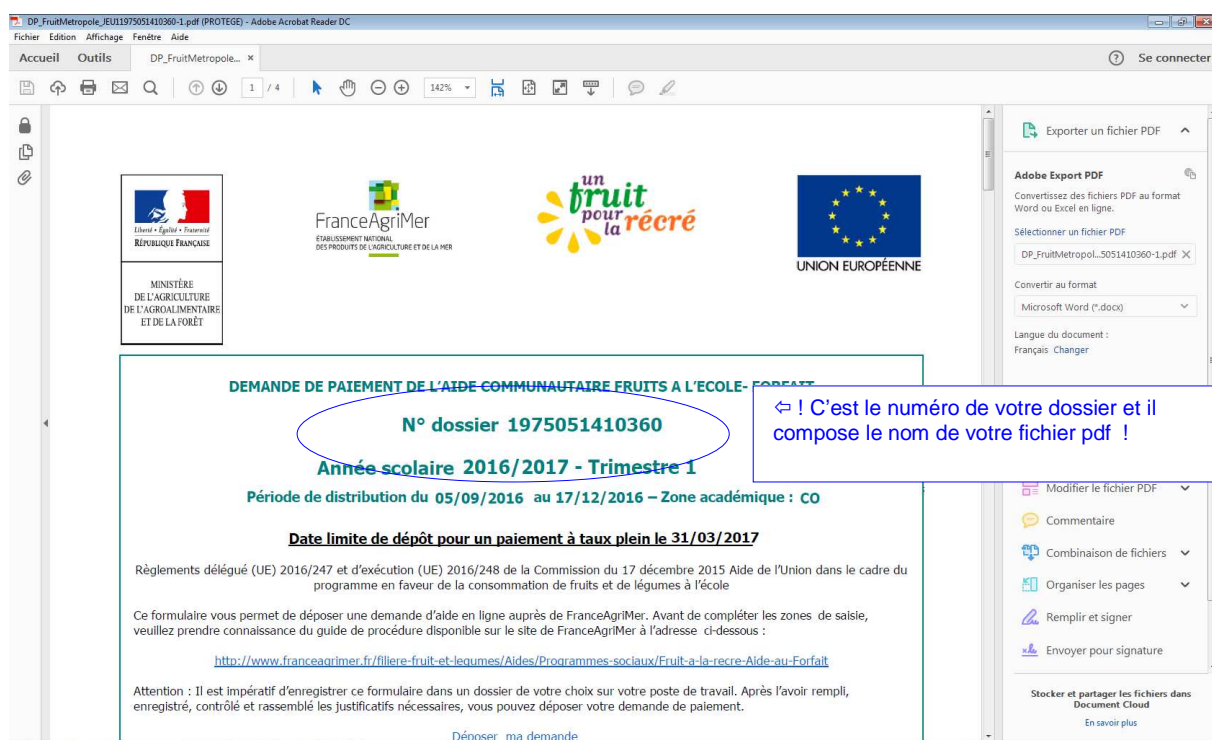 DP_FruitMetropole_JEU11975051410360-1.pdf (PROTEGE) - Adobe Acrobat Reader DC
Fichier Edition Affichage Fenêtre Aide
Accueil Outils DP_FruitMetropole... × Se connecter
1 / 4 142%
Exporter un fichier PDF
Adobe Export PDF
Convertissez des fichiers PDF au format
Word ou Excel en ligne.
Sélectionner un fichier PDF
DP_FruitMetropol...5051410360-1.pdf X
Convertir au format
Microsoft Word (*.docx)
Langue du document :
Français Changer
Liberté • Égalité • Fraternité
RÉPUBLIQUE FRANÇAISE
MINISTÈRE
DE L'AGRICULTURE
DE L'AGROALIMENTAIRE
ET DE LA FORÊT
FranceAgriMer
ÉTABLISSEMENT NATIONAL
DES PRODUITS DE L'AGRICULTURE ET DE LA MER
un
fruit
pour
la récré
UNION EUROPÉENNE
DEMANDE DE PAIEMENT DE L'AIDE COMMUNAUTAIRE FRUITS A L'ECOLE- FORFAIT
N° dossier 1975051410360
Année scolaire 2016/2017 - Trimestre 1
Période de distribution du 05/09/2016 au 17/12/2016 – Zone académique : CO
⇦ ! C'est le numéro de votre dossier et il
compose le nom de votre fichier pdf !
Date limite de dépôt pour un paiement à taux plein le 31/03/2017
Règlements délégué (UE) 2016/247 et d'exécution (UE) 2016/248 de la Commission du 17 décembre 2015 Aide de l'Union dans le cadre du
programme en faveur de la consommation de fruits et de légumes à l'école
Ce formulaire vous permet de déposer une demande d'aide en ligne auprès de FranceAgriMer. Avant de compléter les zones de saisie,
veuillez prendre connaissance du guide de procédure disponible sur le site de FranceAgriMer à l'adresse ci-dessous :
http://www.franceagrimer.fr/filiere-fruit-et-legumes/Aides/Programmes-sociaux/Fruit-a-la-recre-Aide-au-Forfait
Attention : Il est impératif d'enregistrer ce formulaire dans un dossier de votre choix sur votre poste de travail. Après l'avoir rempli,
enregistré, contrôlé et rassemblé les justificatifs nécessaires, vous pouvez déposer votre demande de paiement.
Déposer ma demande
Modifier le fichier PDF
Commentaire
Combinaison de fichiers
Organiser les pages
Remplir et signer
Envoyer pour signature
Stocker et partager les fichiers dans
Document Cloud
En savoir plus